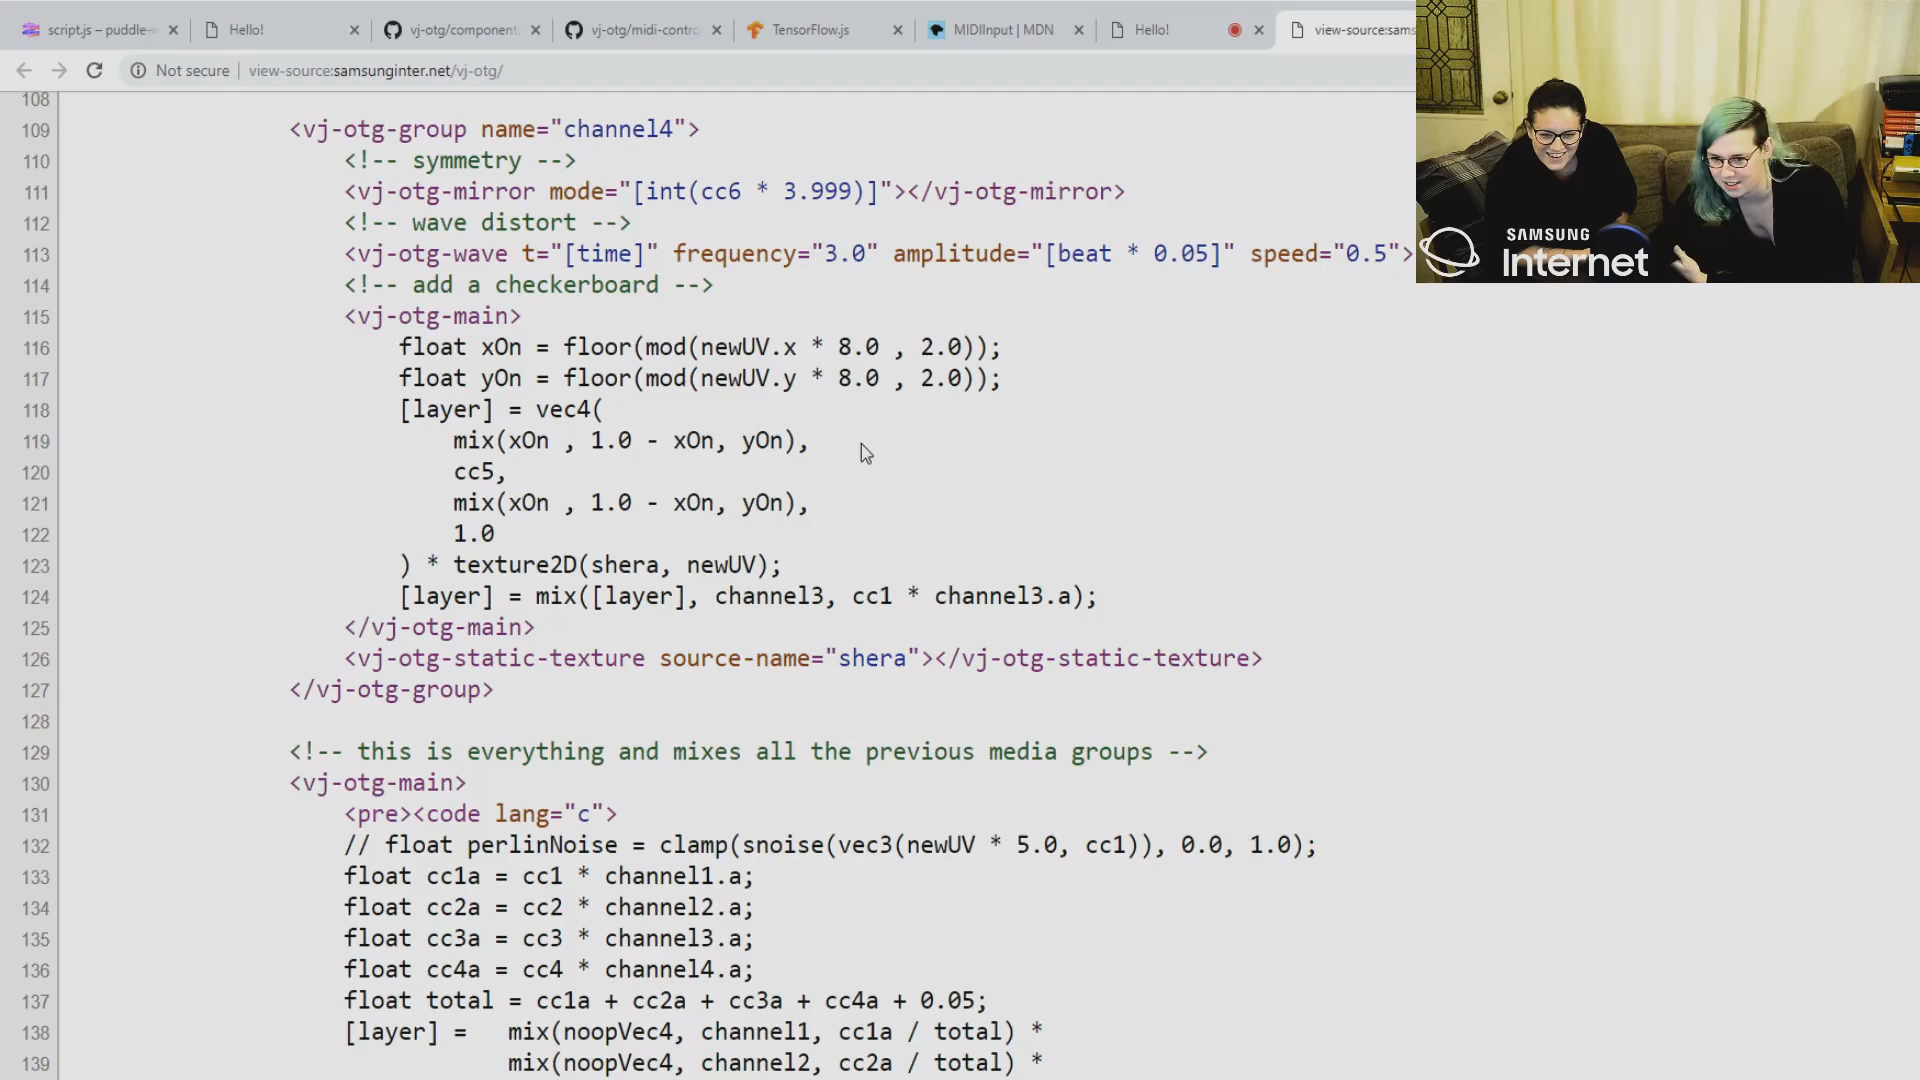 script.js – puddle-w
Hello!
vj-otg/component
vj-otg/midi-contro
TensorFlow.js
MIDIInput | MDN
Hello!
view-source:sams
Not secure
view-source:samsunginter.net/vj-otg/
SAMSUNG
Internet
108
109 <vj-otg-group name="channel4">
110 <!-- symmetry -->
111 <vj-otg-mirror mode="[int(cc6 * 3.999)]"></vj-otg-mirror>
112 <!-- wave distort -->
113 <vj-otg-wave t="[time]" frequency="3.0" amplitude="[beat * 0.05]" speed="0.5">
114 <!-- add a checkerboard -->
115 <vj-otg-main>
116 float xOn = floor(mod(newUV.x * 8.0 , 2.0));
117 float yOn = floor(mod(newUV.y * 8.0 , 2.0));
118 [layer] = vec4(
119 mix(xOn , 1.0 - xOn, yOn),
120 cc5,
121 mix(xOn , 1.0 - xOn, yOn),
122 1.0
123 ) * texture2D(shera, newUV);
124 [layer] = mix([layer], channel3, cc1 * channel3.a);
125 </vj-otg-main>
126 <vj-otg-static-texture source-name="shera"></vj-otg-static-texture>
127 </vj-otg-group>
128
129 <!-- this is everything and mixes all the previous media groups -->
130 <vj-otg-main>
131 <pre><code lang="c">
132 // float perlinNoise = clamp(snoise(vec3(newUV * 5.0, cc1)), 0.0, 1.0);
133 float cc1a = cc1 * channel1.a;
134 float cc2a = cc2 * channel2.a;
135 float cc3a = cc3 * channel3.a;
136 float cc4a = cc4 * channel4.a;
137 float total = cc1a + cc2a + cc3a + cc4a + 0.05;
138 [layer] = mix(noopVec4, channel1, cc1a / total) *
139 mix(noopVec4, channel2, cc2a / total) *